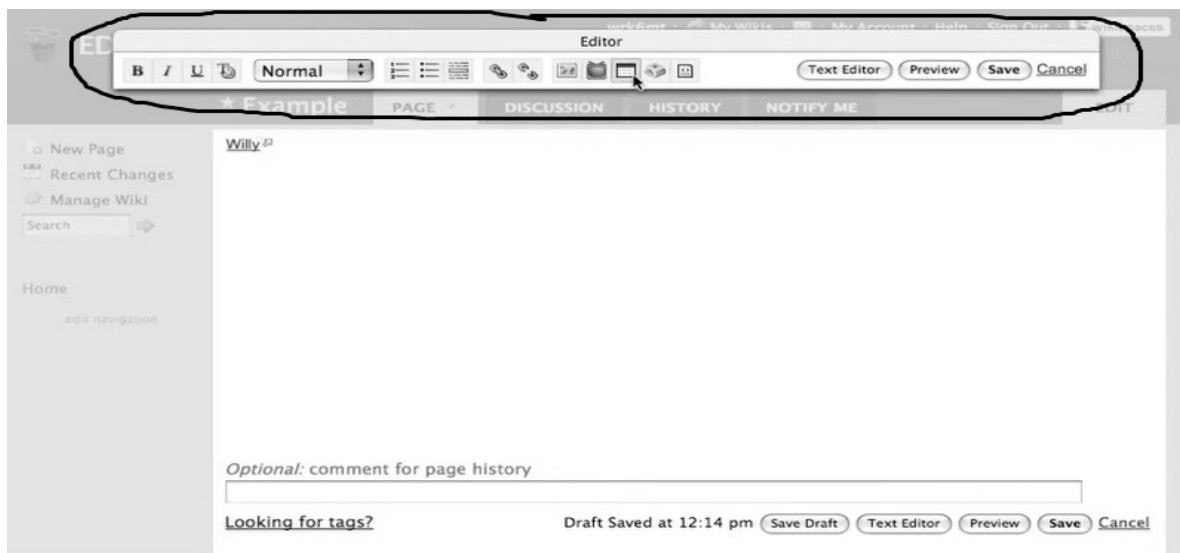 wrk6mt · My Wikis · My Account · Help · Sign Out · wikispaces
Editor
B I U Normal Text Editor Preview Save Cancel
Example PAGE DISCUSSION HISTORY NOTIFY ME EDIT
New Page
Willy
Recent Changes
Manage Wiki
Search
Home
edit navigation
Optional: comment for page history
Looking for tags? Draft Saved at 12:14 pm Save Draft Text Editor Preview Save Cancel